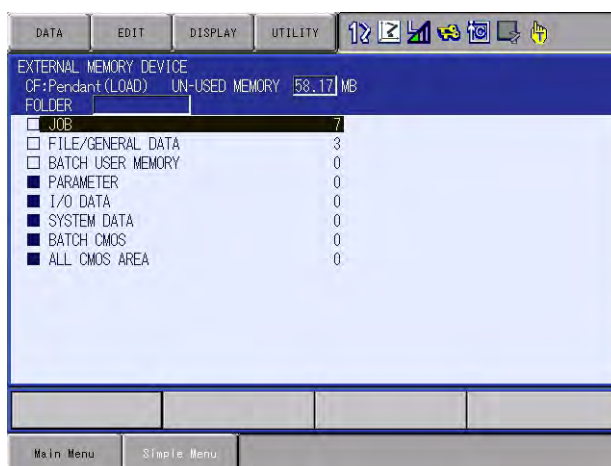 DATA EDIT DISPLAY UTILITY
EXTERNAL MEMORY DEVICE
CF:Pendant(LOAD) UN-USED MEMORY 58.17 MB
FOLDER
JOB 7
FILE/GENERAL DATA 3
BATCH USER MEMORY 0
PARAMETER 0
I/O DATA 0
SYSTEM DATA 0
BATCH CMOS 0
ALL CMOS AREA 0
Main Menu Simple Menu